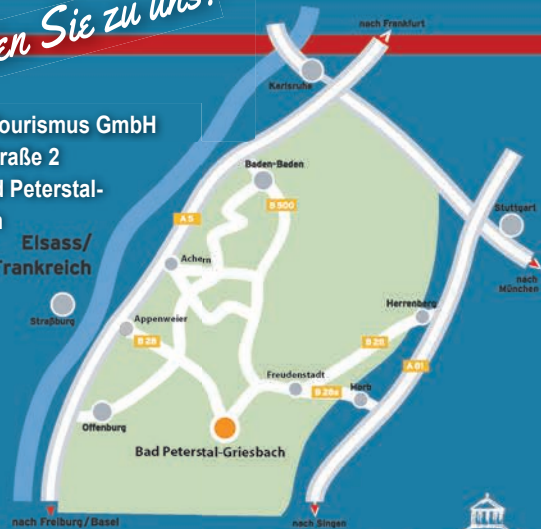 en Sie zu uns!
nach Frankfurt
Karlsruhe
ourismus GmbH
raße 2
d Peterstal-
Baden-Baden
B 500
A 5
Stuttgart
Elsass/
Frankreich
Achern
nach
München
Straßburg
Appenweier
Herrenberg
B 28
B 28
A 81
Freudenstadt
B 28a
Horb
Offenburg
Bad Peterstal-Griesbach
nach Freiburg/Basel
nach Singen